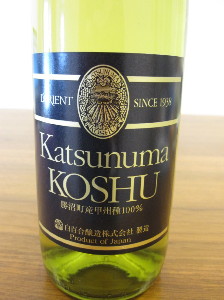 L'ORIENT
SINCE 1938
Katsunuma
KOSHU
勝沼町産甲州種100%
白百合醸造株式会社 製造
Product of Japan